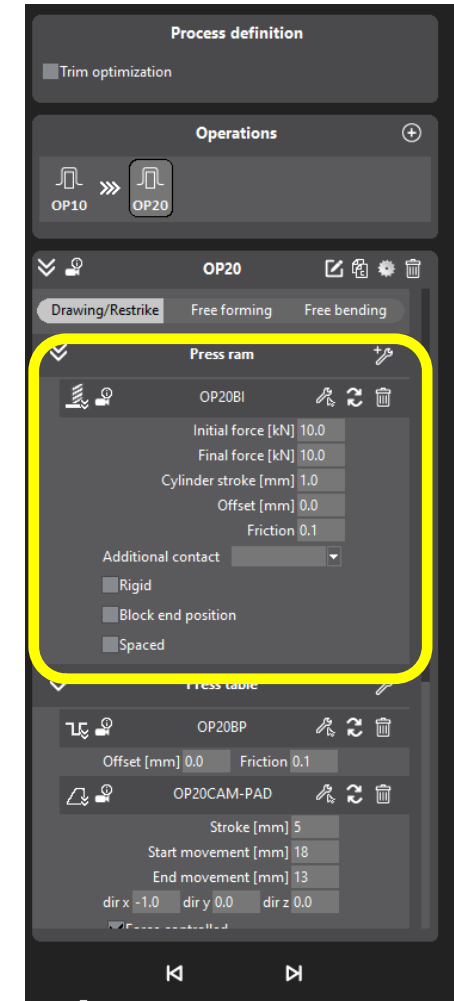 Process definition
Trim optimization
Operations
OP10
OP20
OP20
Drawing/Restrike Free forming Free bending
Press ram
OP20BI
Initial force [kN] 10.0
Final force [kN] 10.0
Cylinder stroke [mm] 1.0
Offset [mm] 0.0
Friction 0.1
Additional contact
Rigid
Block end position
Spaced
Press table
OP20BP
Offset [mm] 0.0 Friction 0.1
OP20CAM-PAD
Stroke [mm] 5
Start movement [mm] 18
End movement [mm] 13
dir x -1.0 dir y 0.0 dir z 0.0
Force controlled